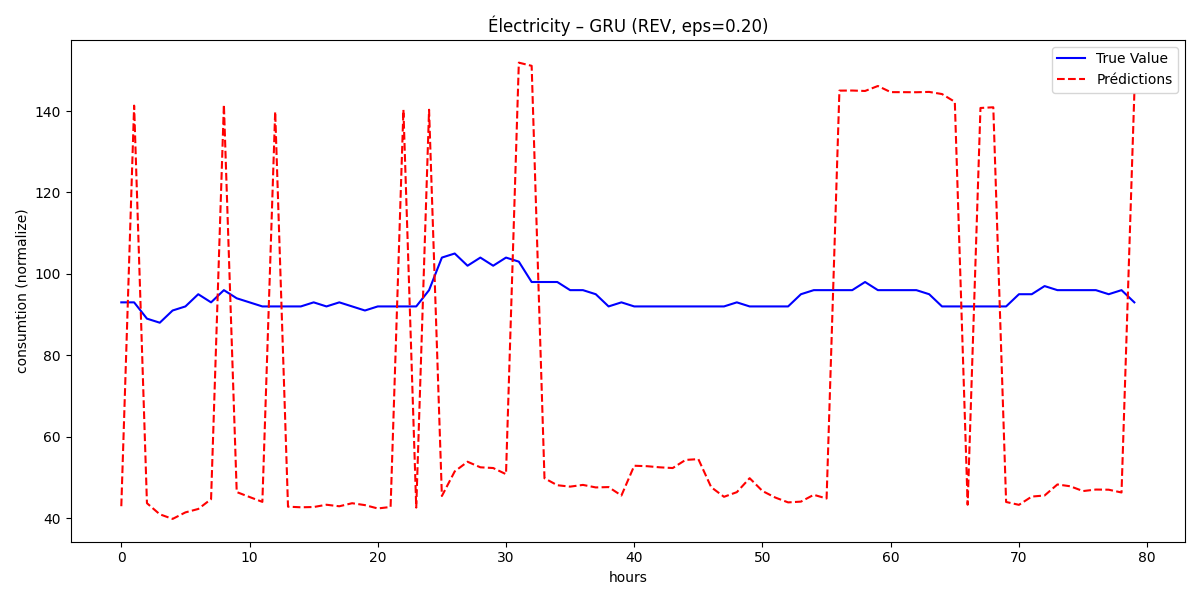 Électricity – GRU (REV, eps=0.20)
True Value
Prédictions
consumtion (normalize)
140
120
100
80
60
40
0 10 20 30 40 50 60 70 80
hours